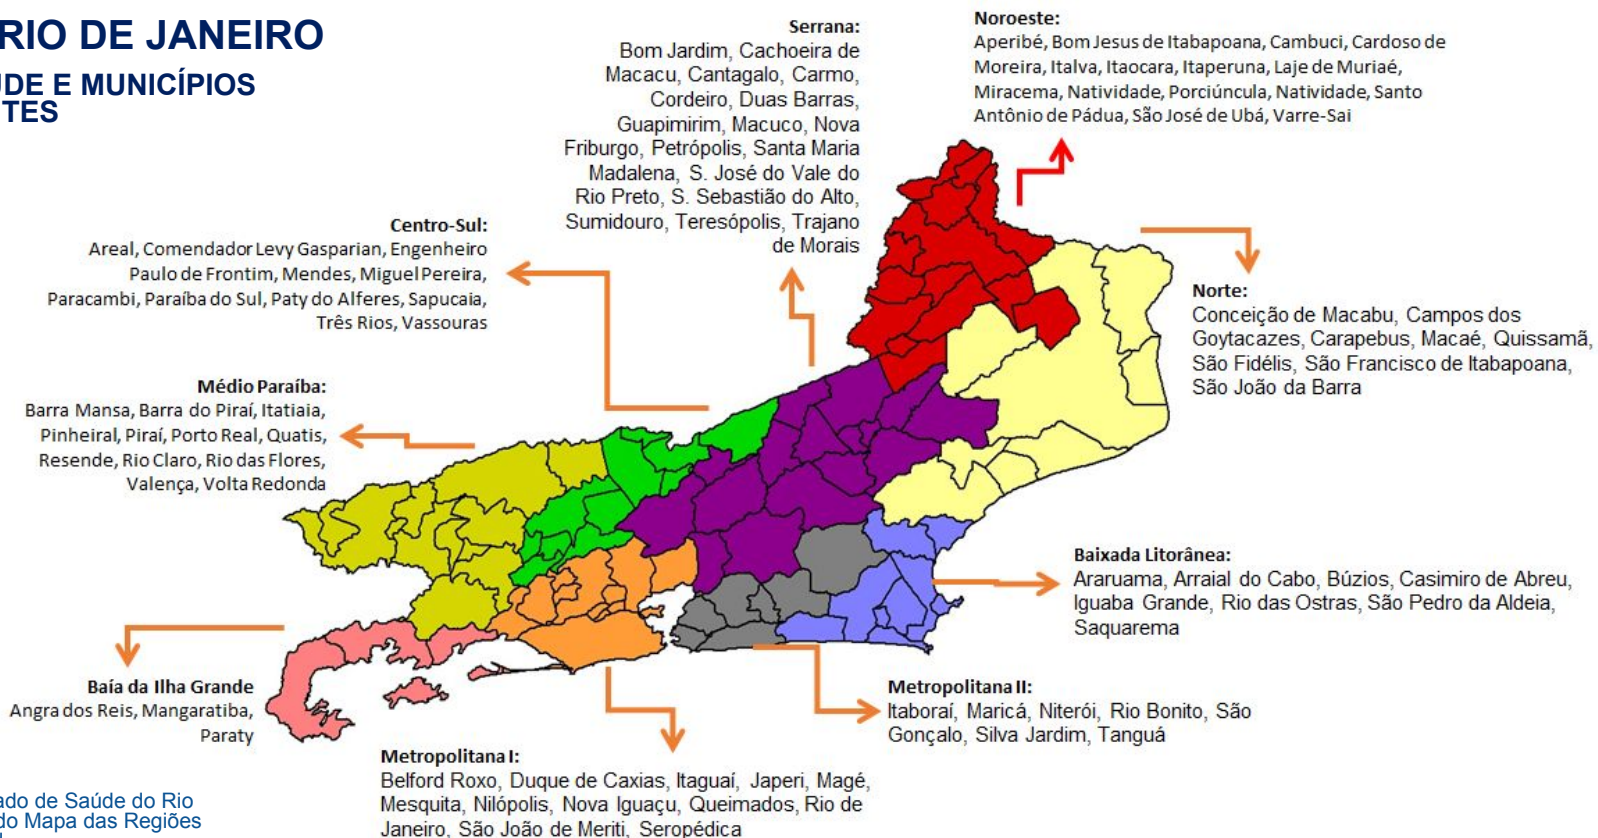 RIO DE JANEIRO
UDE E MUNICÍPIOS
TES
Serrana:
Bom Jardim, Cachoeira de
Macacu, Cantagalo, Carmo,
Cordeiro, Duas Barras,
Guapimirim, Macuco, Nova
Friburgo, Petrópolis, Santa Maria
Madalena, S. José do Vale do
Rio Preto, S. Sebastião do Alto,
Sumidouro, Teresópolis, Trajano
de Morais
Noroeste:
Aperibé, Bom Jesus de Itabapoana, Cambuci, Cardoso de
Moreira, Italva, Itaocara, Itaperuna, Laje de Muriaé,
Miracema, Natividade, Porciúncula, Natividade, Santo
Antônio de Pádua, São José de Ubá, Varre-Sai
Centro-Sul:
Areal, Comendador Levy Gasparian, Engenheiro
Paulo de Frontim, Mendes, Miguel Pereira,
Paracambi, Paraíba do Sul, Paty do Alferes, Sapucaia,
Três Rios, Vassouras
Norte:
Conceição de Macabu, Campos dos
Goytacazes, Carapebus, Macaé, Quissamã,
São Fidélis, São Francisco de Itabapoana,
São João da Barra
Médio Paraíba:
Barra Mansa, Barra do Piraí, Itatiaia,
Pinheiral, Piraí, Porto Real, Quatis,
Resende, Rio Claro, Rio das Flores,
Valença, Volta Redonda
Baixada Litorânea:
Araruama, Arraial do Cabo, Búzios, Casimiro de Abreu,
Iguaba Grande, Rio das Ostras, São Pedro da Aldeia,
Saquarema
Baía da Ilha Grande
Angra dos Reis, Mangaratiba,
Paraty
Metropolitana II:
Itaboraí, Maricá, Niterói, Rio Bonito, São
Gonçalo, Silva Jardim, Tanguá
Metropolitana I:
Belford Roxo, Duque de Caxias, Itaguaí, Japeri, Magé,
Mesquita, Nilópolis, Nova Iguaçu, Queimados, Rio de
Janeiro, São João de Meriti, Seropédica
ado de Saúde do Rio
do Mapa das Regiões